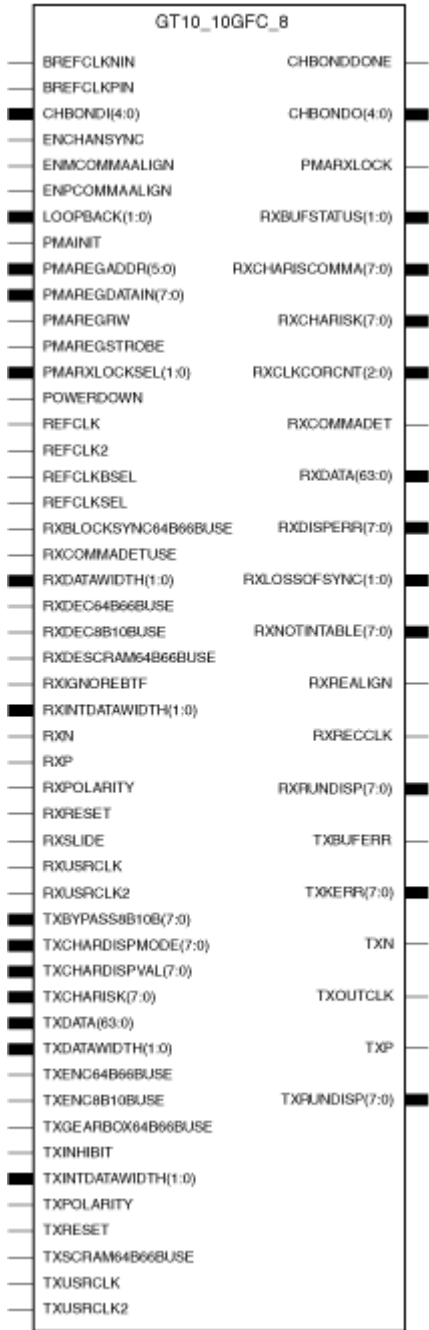 GT10_10GFC_8
BREFCLKNIN CHBONDDONE
BREFCLKPIN
CHBONDI(4:0) CHBONDO(4:0)
ENCHANSYNC
ENMCOMMAALIGN PMARXLOCK
ENPCOMMAALIGN
LOOPBACK(1:0) RXBUFSTATUS(1:0)
PMAINIT
PMAREGADDR(5:0) RXCHARISCOMMA(7:0)
PMAREGDATAIN(7:0)
PMAREGRW RXCHARISK(7:0)
PMAREGSTROBE
PMARXLOCKSEL(1:0) RXCLKCORCNT(2:0)
POWERDOWN
REFCLK RXCOMMADET
REFCLK2
REFCLKBSEL RXDATA(63:0)
REFCLKSEL
RXBLOCKSYNC64B66BUSE RXDISPERR(7:0)
RXCOMMADETUSE
RXDATAWIDTH(1:0) RXLOSSOFSYNC(1:0)
RXDEC64B66BUSE
RXDEC8B10BUSE RXNOTINTABLE(7:0)
RXDESCRAM64B66BUSE
RXIGNOREBTF RXREALIGN
RXINTDATAWIDTH(1:0)
RXN RXRECCLK
RXP
RXPOLARITY RXRUNDISP(7:0)
RXRESET
RXSLIDE TXBUFERR
RXUSRCLK
RXUSRCLK2 TXKERR(7:0)
TXBYPASS8B10B(7:0)
TXCHARDISPMODE(7:0) TXN
TXCHARDISPVAL(7:0)
TXCHARISK(7:0) TXOUTCLK
TXDATA(63:0)
TXDATAWIDTH(1:0) TXP
TXENC64B66BUSE
TXENC8B10BUSE TXRUNDISP(7:0)
TXGEARBOX64B66BUSE
TXINHIBIT
TXINTDATAWIDTH(1:0)
TXPOLARITY
TXRESET
TXSCRAM64B66BUSE
TXUSRCLK
TXUSRCLK2